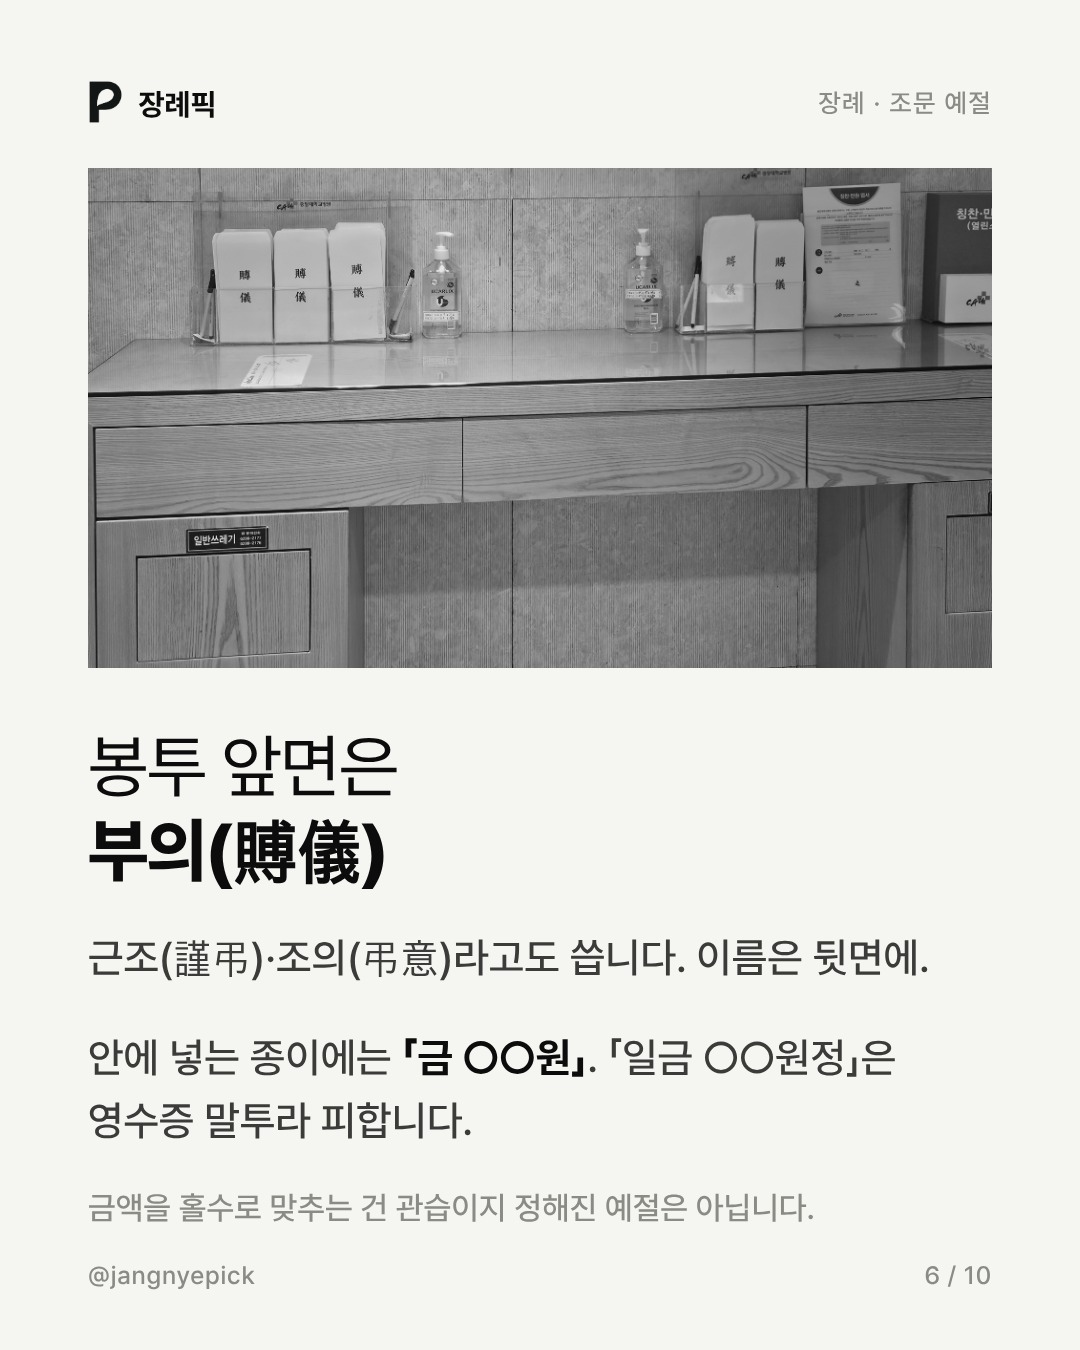 장례픽
장례 · 조문 예절
賻儀
賻儀
賻儀
賻儀
賻儀
일반쓰레기
봉투 앞면은
부의(賻儀)
근조(謹弔)·조의(弔意)라고도 씁니다. 이름은 뒷면에.
안에 넣는 종이에는 「금 〇〇원」. 「일금 〇〇원정」은
영수증 말투라 피합니다.
금액을 홀수로 맞추는 건 관습이지 정해진 예절은 아닙니다.
@jangnyepick
6 / 10